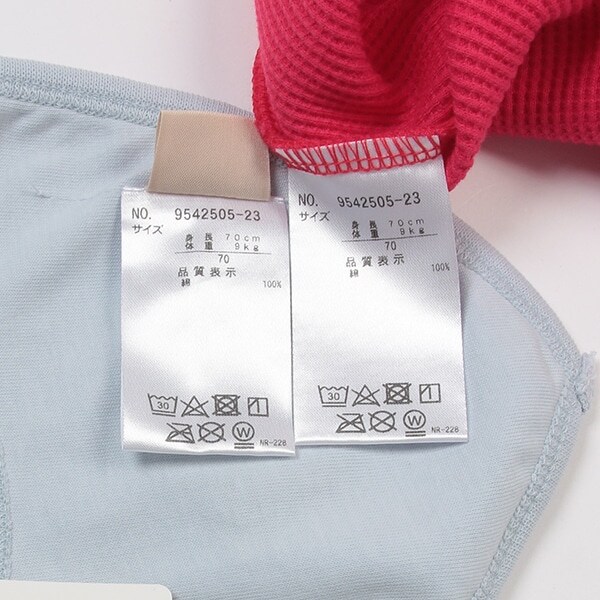 NO. 9542505-23
サイズ
身長 70cm
体重 9kg
70
品質表示
綿 100%
30
W
NR-228
NO. 9542505-23
サイズ
身長 70cm
体重 9kg
70
品質表示
綿 100%
30
W
NR-228